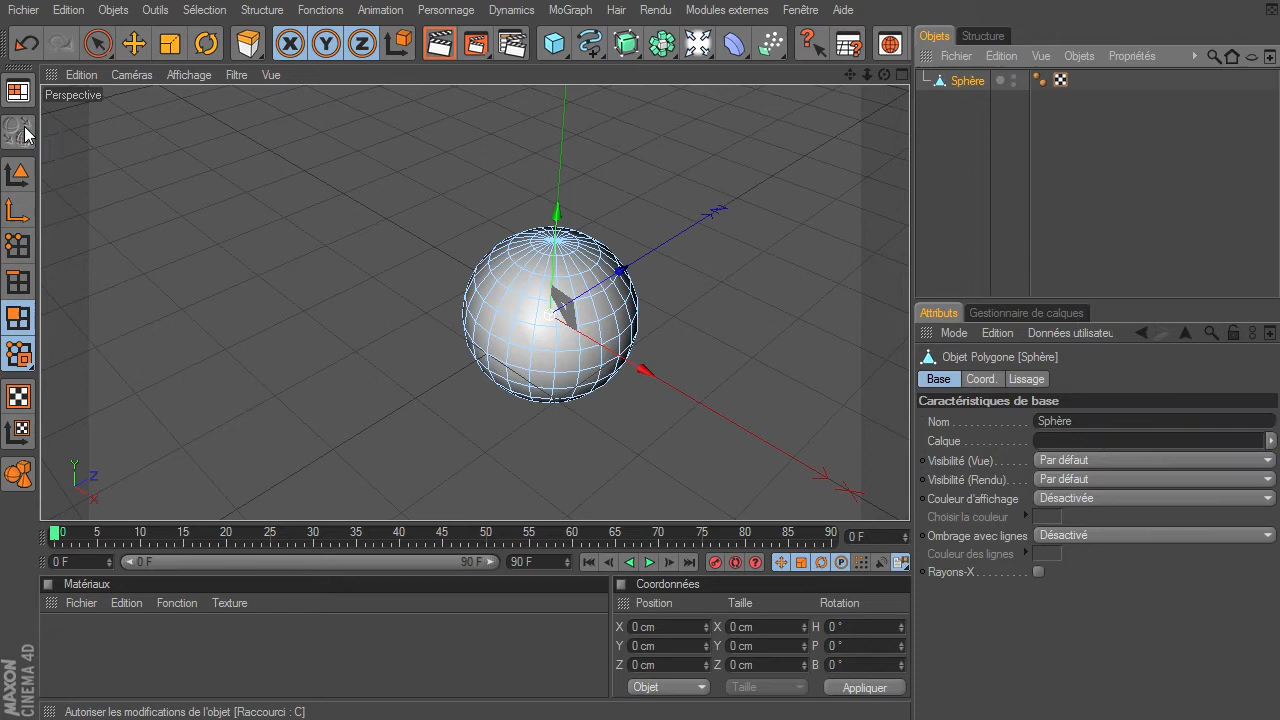 Fichier Edition Objets Outils Sélection Structure Fonctions Animation Personnage Dynamics MoGraph Hair Rendu Modules externes Fenêtre Aide
X Y Z
Objets Structure
Fichier Edition Vue Objets Propriétés
Edition Caméras Affichage Filtre Vue
Perspective
Sphère
Y
Z
X
Attributs Gestionnaire de calques
Mode Edition Données utilisateu
Objet Polygone [Sphère]
Base Coord. Lissage
Caractéristiques de base
Nom Sphère
Calque
Visibilité (Vue) Par défaut
Visibilité (Rendu) Par défaut
Couleur d'affichage Désactivée
Choisir la couleur
Ombrage avec lignes Désactivé
Couleur des lignes
Rayons-X
0 5 10 15 20 25 30 35 40 45 50 55 60 65 70 75 80 85 90 0 F
0 F 0 F 90 F 90 F
Matériaux
Fichier Edition Fonction Texture
Coordonnées
Position Taille Rotation
X 0 cm X 0 cm H 0 °
Y 0 cm Y 0 cm P 0 °
Z 0 cm Z 0 cm B 0 °
Objet Taille Appliquer
MAXON
CINEMA 4D
Autoriser les modifications de l'objet [Raccourci : C]